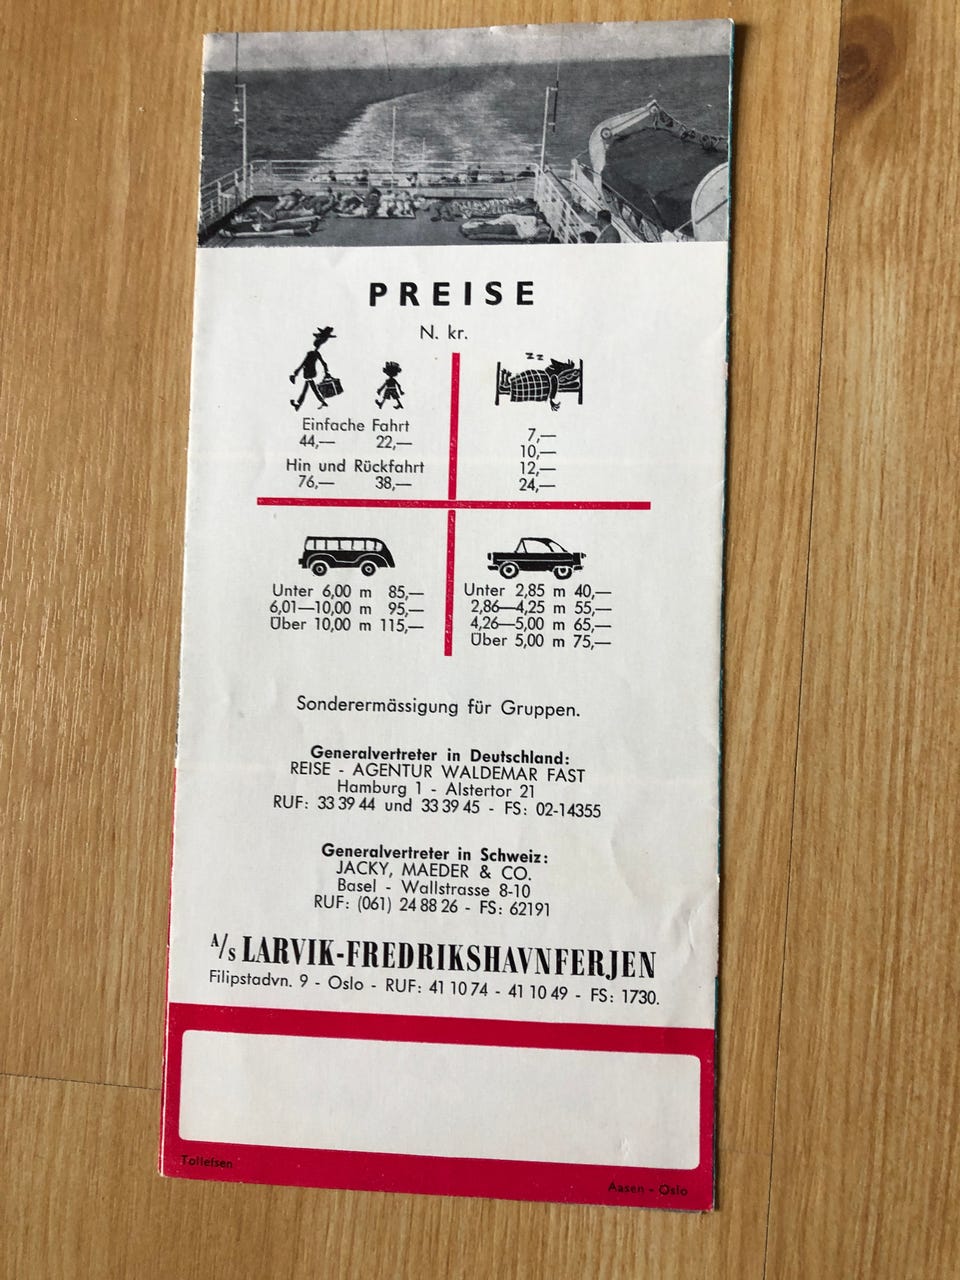 PREISE
N. kr.
zz
Einfache Fahrt
44,— 22,—
Hin und Rückfahrt
76,— 38,—
7,—
10,—
12,—
24,—
Unter 6,00 m 85,—
6,01—10,00 m 95,—
Über 10,00 m 115,—
Unter 2,85 m 40,—
2,86—4,25 m 55,—
4,26—5,00 m 65,—
Über 5,00 m 75,—
Sonderermässigung für Gruppen.
Generalvertreter in Deutschland:
REISE - AGENTUR WALDEMAR FAST
Hamburg 1 - Alstertor 21
RUF: 33 39 44 und 33 39 45 - FS: 02-14355
Generalvertreter in Schweiz:
JACKY, MAEDER & CO.
Basel - Wallstrasse 8-10
RUF: (061) 24 88 26 - FS: 62191
A/s LARVIK-FREDRIKSHAVNFERJEN
Filipstadvn. 9 - Oslo - RUF: 41 10 74 - 41 10 49 - FS: 1730.
Tollefsen
Aasen - Oslo